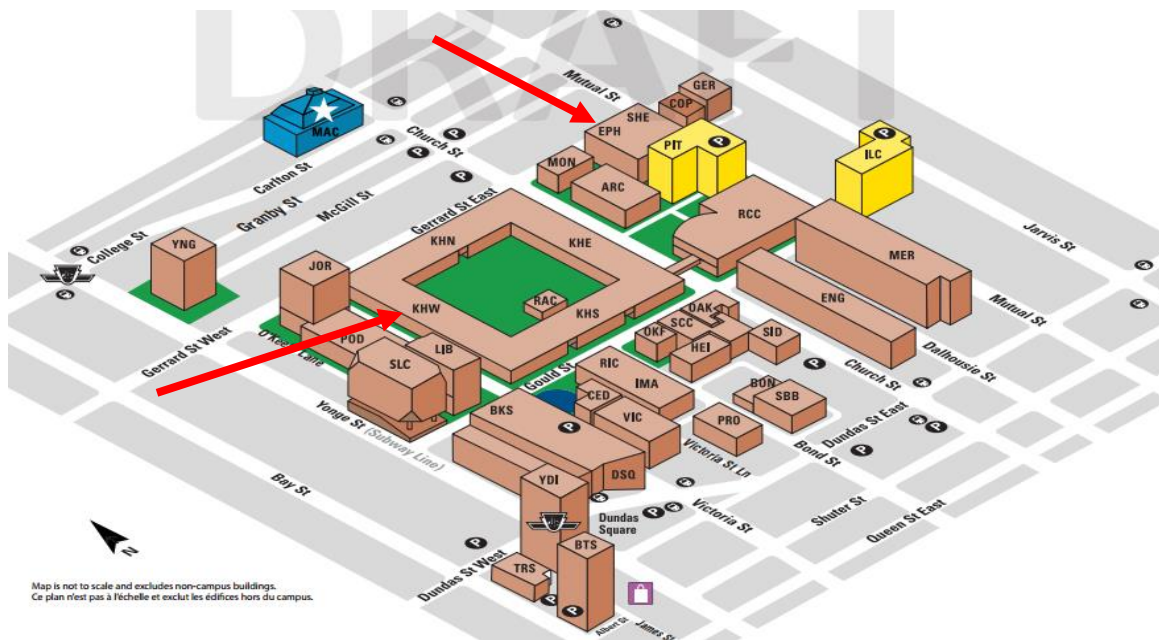 DRAFT
Mutual St
GER
COP
SHE
EPH
MAC
PIT
ILC
Church St
MON
ARC
Carlton St
Granby St
McGill St
Gerrard St East
RCC
College St
YNG
KHN
KHE
Jarvis St
MER
JOR
KHW
RAC
KHS
ENG
OAK
SCC
OKF
HEI
SID
Mutual St
Gerrard St West
POD
LIB
SLC
Gould St
RIC
IMA
Church St
Dalhousie St
BON
SBB
CED
BKS
VIC
PRO
Dundas St East
Yonge St (Subway Line)
Victoria St Ln
Bond St
Bay St
DSQ
YDI
Victoria St
Shuter St
Queen St East
Dundas
Square
BTS
N
Dundas St West
TRS
Map is not to scale and excludes non-campus buildings.
Ce plan n'est pas à l'échelle et exclut les édifices hors du campus.
Albert St
James St
P
P
P
P
P
P
P
P
P
P
P
P
P